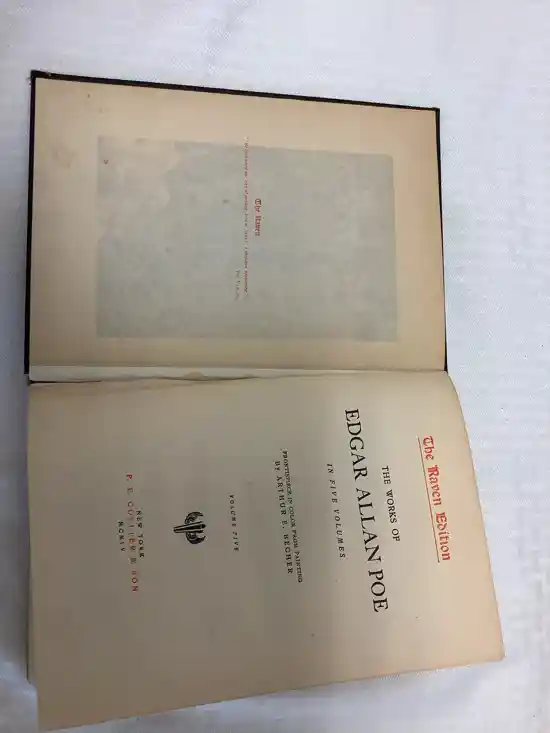 The Raven
The Raven Edition
THE WORKS OF
EDGAR ALLAN POE
IN FIVE VOLUMES
FRONTISPIECE IN COLOR FROM PAINTING
BY ARTHUR E. BECHER
VOLUME FIVE
NEW YORK
P. F. COLLIER & SON
MCMIV